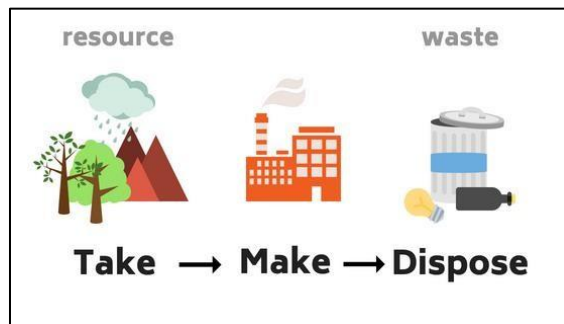 resource waste
Take → Make → Dispose